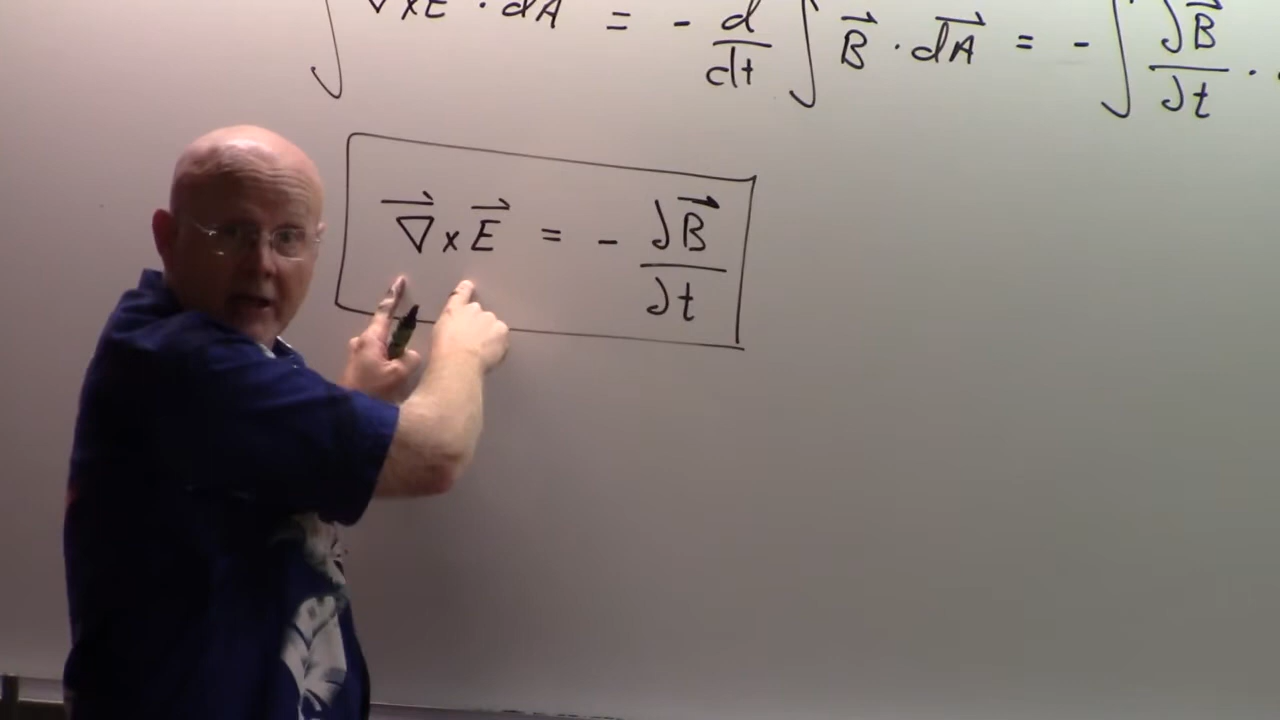 ∫ ∇⃗×E⃗ · dA⃗ = - d/dt ∫ B⃗ · dA⃗ = - ∫ ∂B⃗/∂t ·
∇⃗×E⃗ = - ∂B⃗/∂t